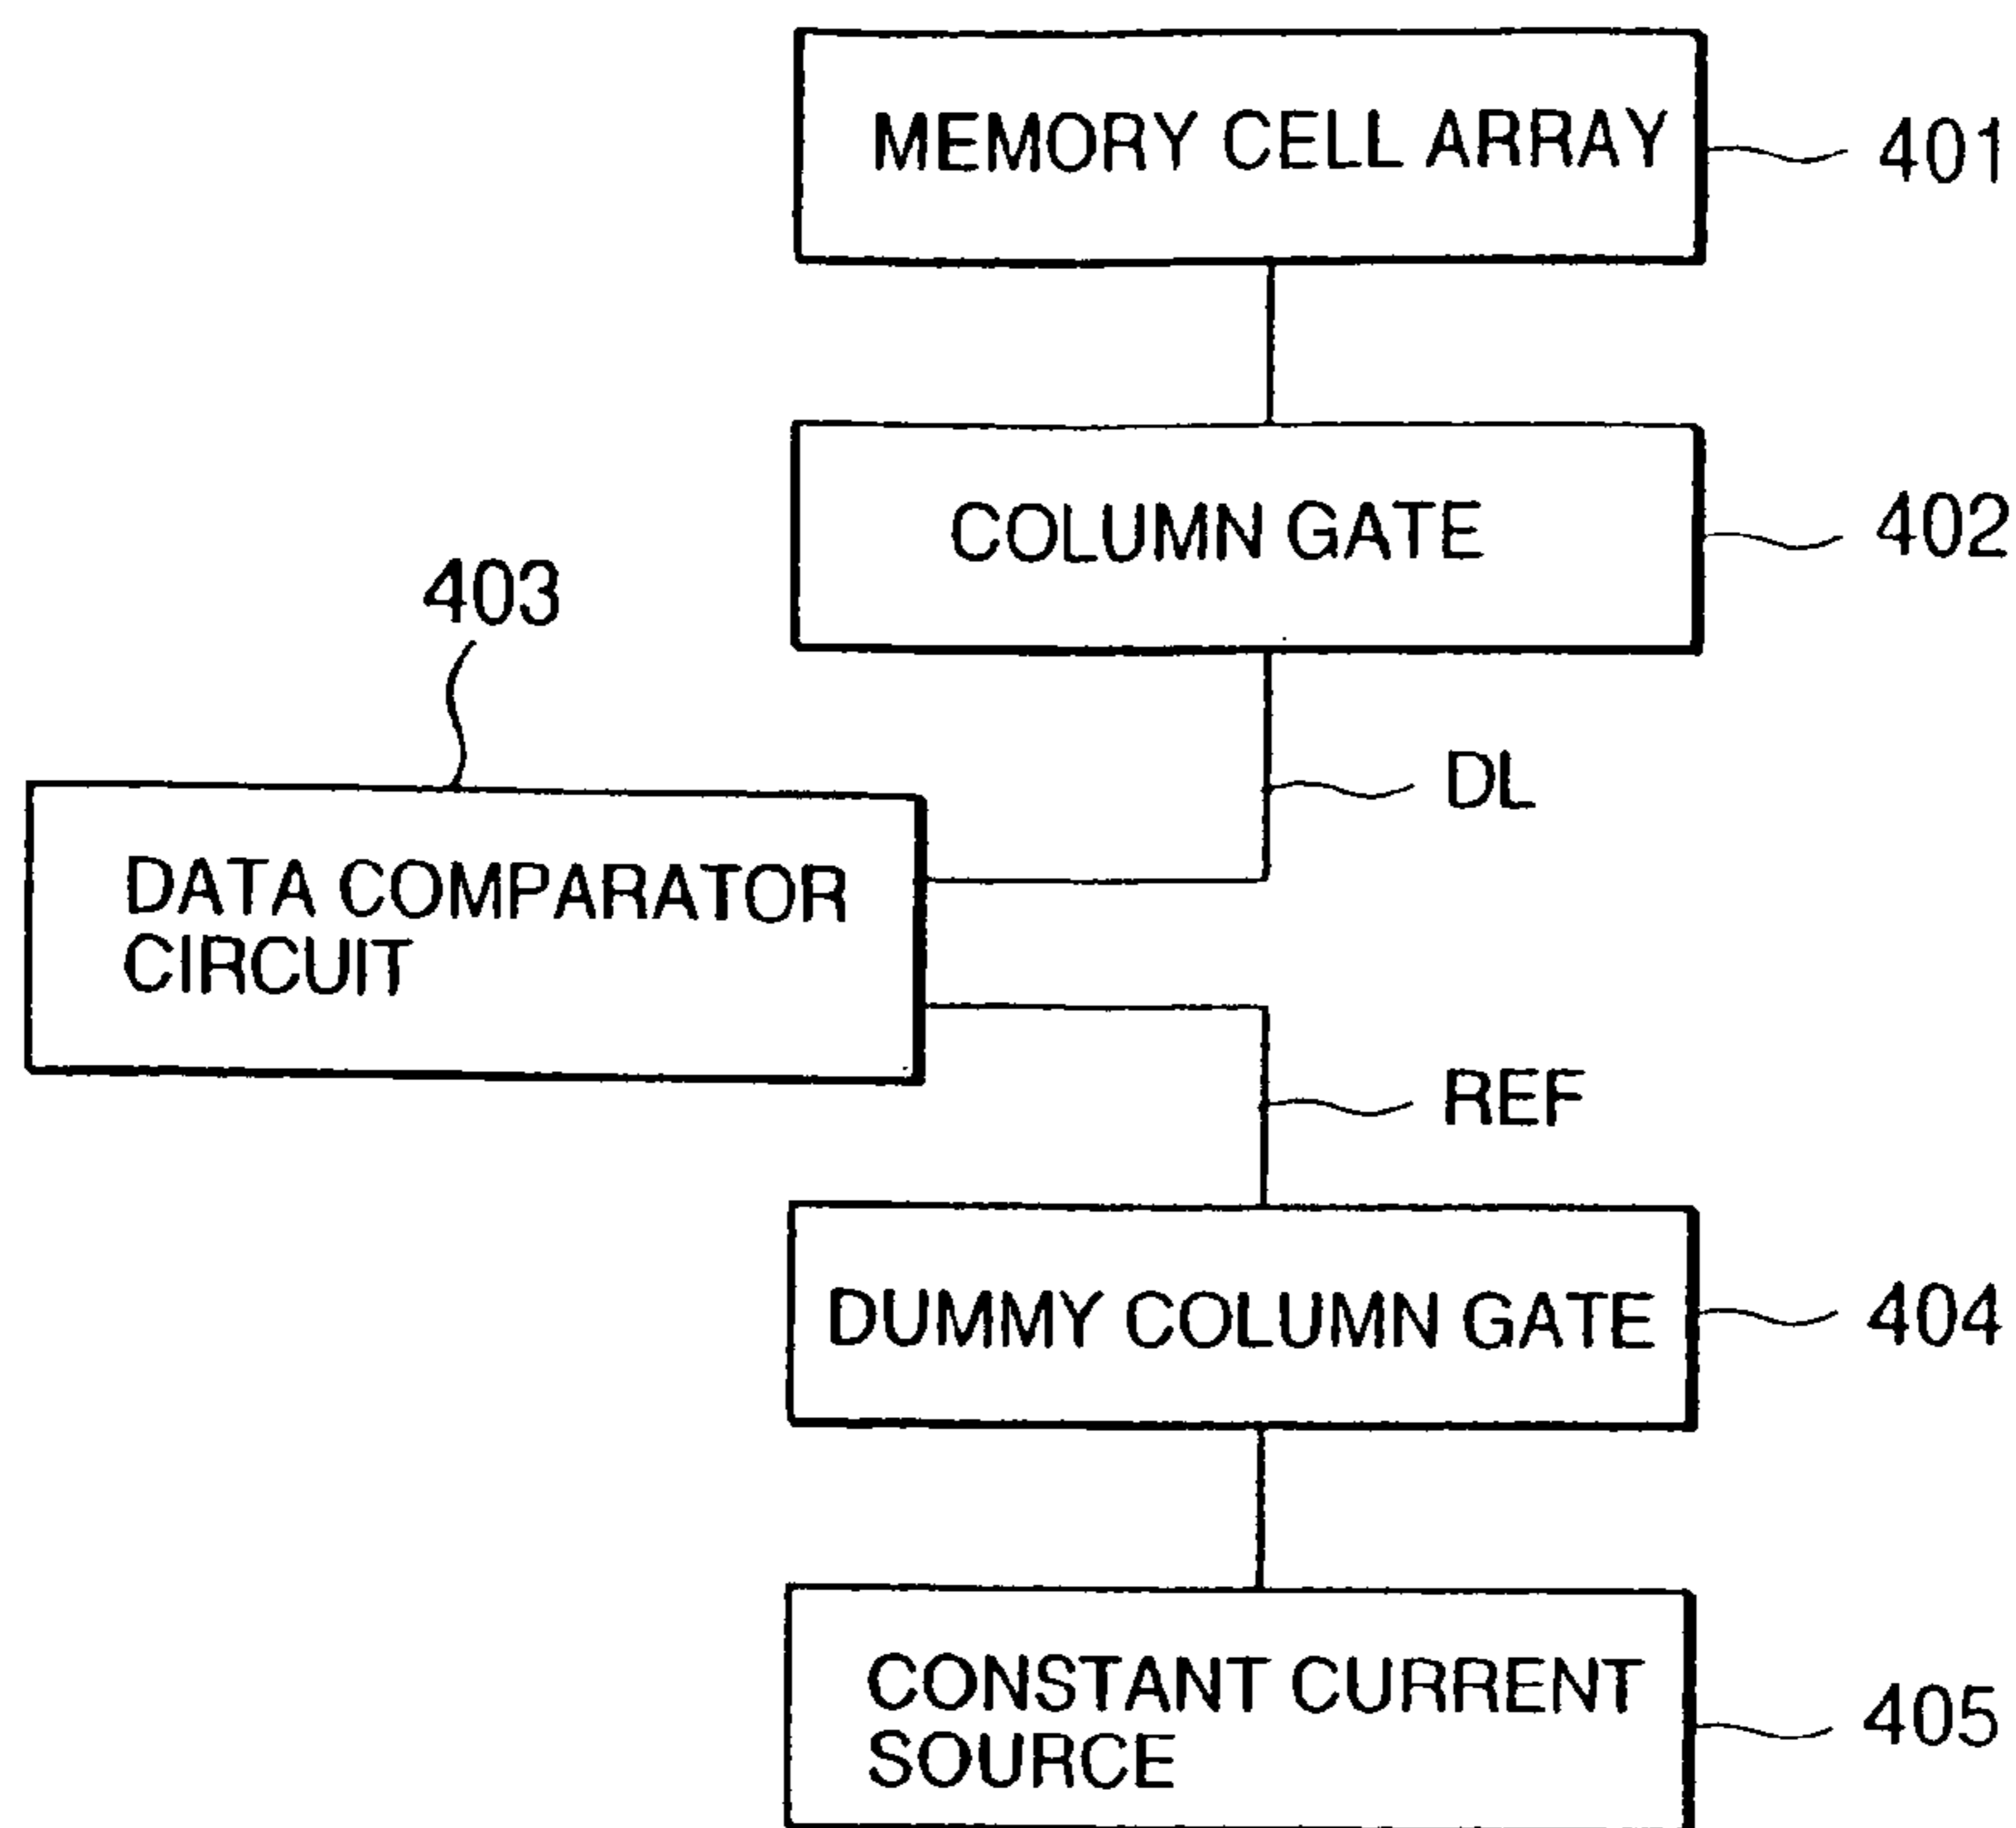 MEMORY CELL ARRAY
401
COLUMN GATE
402
403
DL
DATA COMPARATOR
CIRCUIT
REF
DUMMY COLUMN GATE
404
CONSTANT CURRENT
SOURCE
405